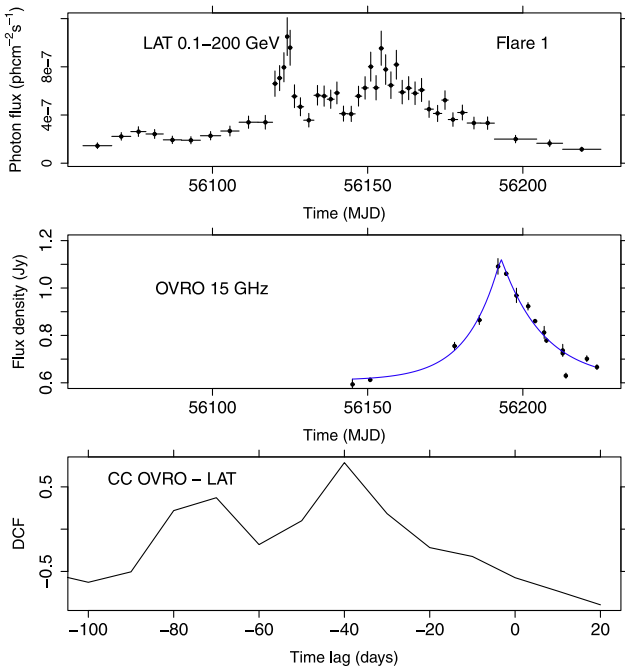 LAT 0.1–200 GeV
Flare 1
Photon flux (phcm⁻²s⁻¹)
8e−7
4e−7
0
56100 56150 56200
Time (MJD)
OVRO 15 GHz
Flux density (Jy)
1.2
1.0
0.8
0.6
56100 56150 56200
Time (MJD)
CC OVRO – LAT
DCF
0.5
−0.5
−100 −80 −60 −40 −20 0 20
Time lag (days)